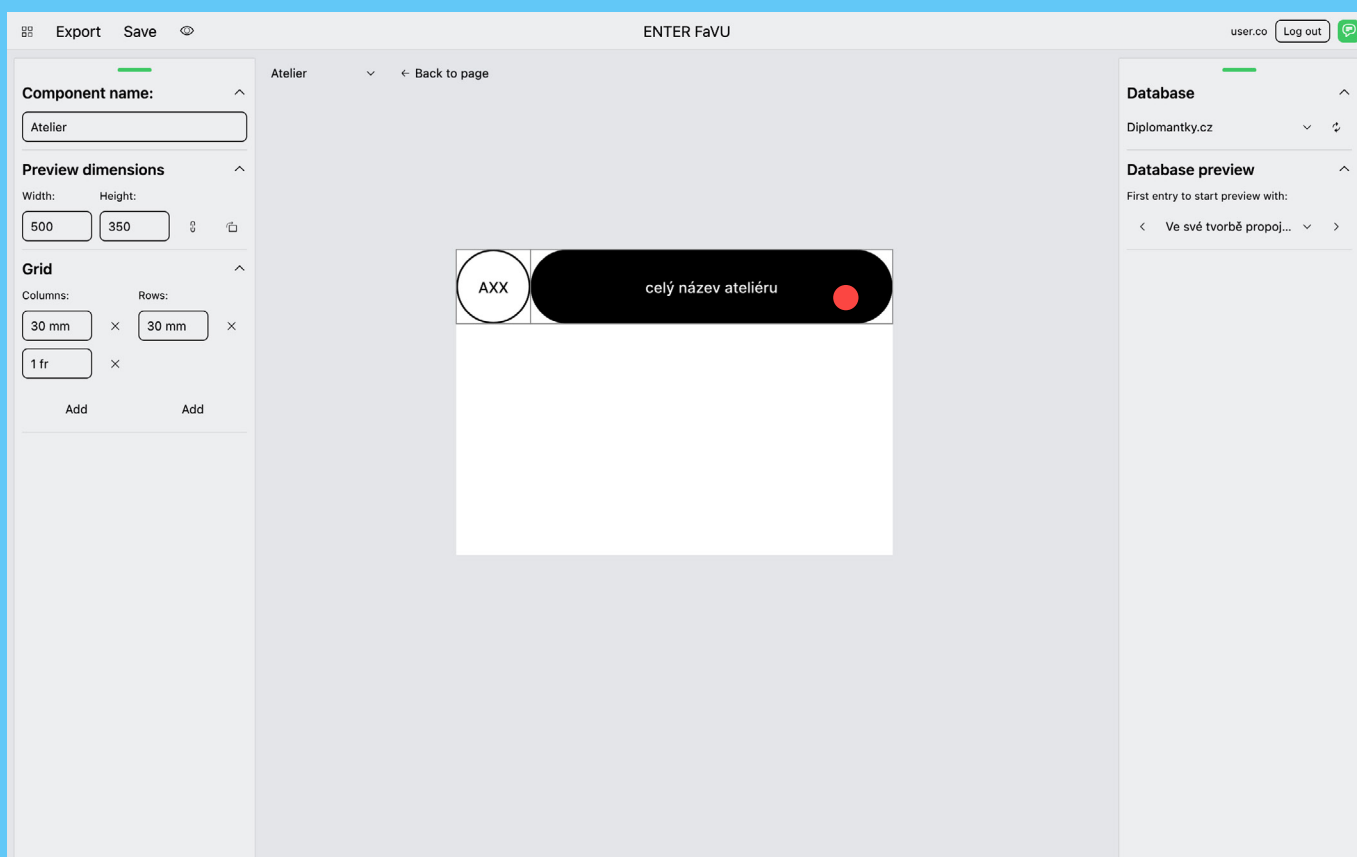 Export Save ENTER FaVU user.co Log out
Component name:
Atelier
Preview dimensions
Width: Height:
500 350
Grid
Columns: Rows:
30 mm × 30 mm ×
1 fr ×
Add Add
Atelier ← Back to page
AXX celý název ateliéru
Database
Diplomantky.cz
Database preview
First entry to start preview with:
Ve své tvorbě propoj...